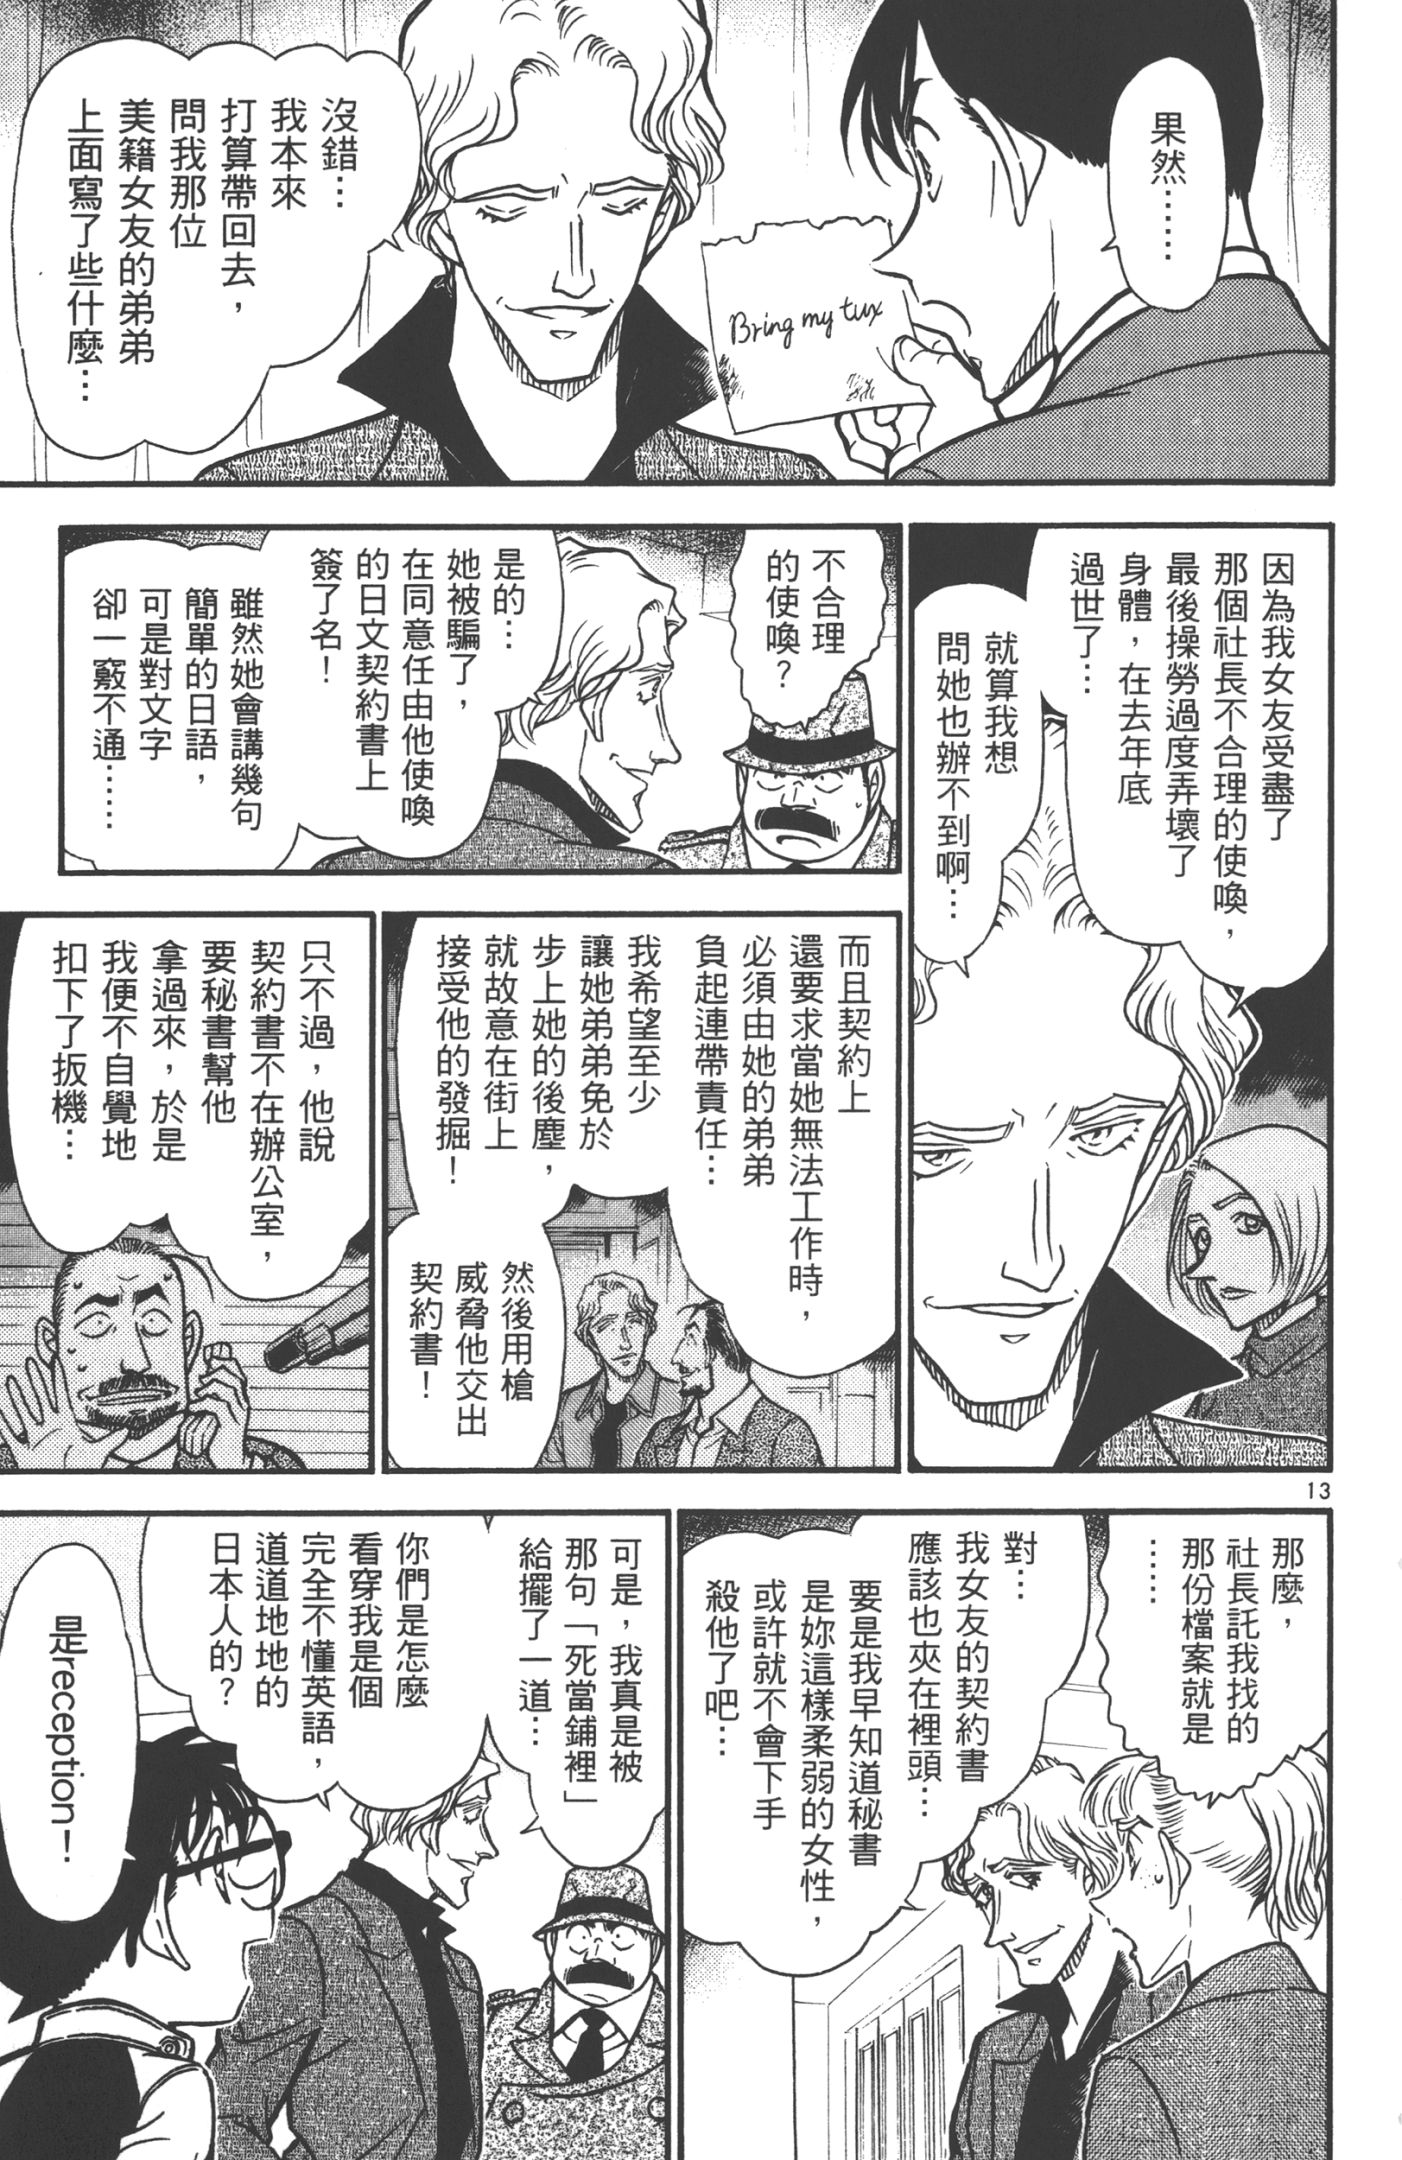 果然⋯⋯
Bring my tux
沒錯⋯
我本來
打算帶回去，
問我那位
美籍女友的弟弟
上面寫了些什麼⋯
因為我女友受盡了
那個社長不合理的使喚，
最後操勞過度弄壞了
身體，在去年底
過世了⋯
就算我想
問她也辦不到啊⋯
不合理
的使喚？
是的⋯
她被騙了，
在同意任由他使喚
的日文契約書上
簽了名！
雖然她會講幾句
簡單的日語，
可是對文字
卻一竅不通⋯⋯
而且契約上
還要求當她無法工作時，
必須由她的弟弟
負起連帶責任⋯
我希望至少
讓她弟弟免於
步上她的後塵，
就故意在街上
接受他的發掘！
然後用槍
威脅他交出
契約書！
只不過，他說
契約書不在辦公室，
要秘書幫他
拿過來，於是
我便不自覺地
扣下了扳機⋯
13
那麼，
社長託我找的
那份檔案就是
⋯⋯
對⋯
我女友的契約書
應該也夾在裡頭⋯
要是我早知道秘書
是妳這樣柔弱的女性，
或許就不會下手
殺他了吧⋯
可是，我真是被
那句「死當鋪裡」
給擺了一道⋯
你們是怎麼
看穿我是個
完全不懂英語，
道道地地的
日本人的？
是reception！